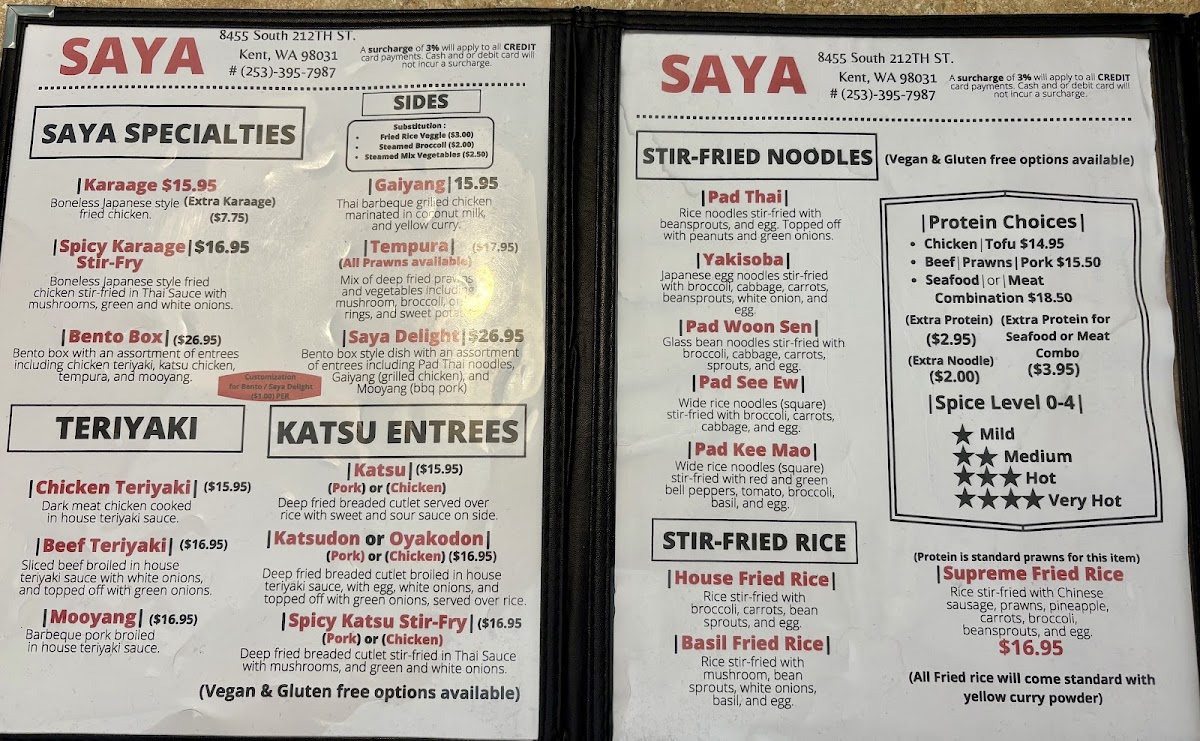 SAYA
8455 South 212TH ST.
Kent, WA 98031
# (253)-395-7987
A surcharge of 3% will apply to all CREDIT
card payments. Cash and or debit card will
not incur a surcharge.
SAYA SPECIALTIES
|Karaage $15.95
Boneless Japanese style (Extra Karaage)
fried chicken. ($7.75)
|Spicy Karaage|$16.95
Stir-Fry
Boneless Japanese style fried
chicken stir-fried in Thai Sauce with
mushrooms, green and white onions.
|Bento Box| ($26.95)
Bento box with an assortment of entrees
including chicken teriyaki, katsu chicken,
tempura, and mooyang.
SIDES
Substitution :
• Fried Rice Veggie ($3.00)
• Steamed Broccoli ($2.00)
• Steamed Mix Vegetables ($2.50)
|Gaiyang| 15.95
Thai barbeque grilled chicken
marinated in coconut milk,
and yellow curry.
|Tempura| ($17.95)
(All Prawns available)
Mix of deep fried prawns
and vegetables including
mushroom, broccoli,
rings, and sweet potato.
|Saya Delight|$26.95
Bento box style dish with an assortment
of entrees including Pad Thai noodles,
Gaiyang (grilled chicken), and
Mooyang (bbq pork)
Customization
for Bento / Saya Delight
($1.00) PER
TERIYAKI
|Chicken Teriyaki| ($15.95)
Dark meat chicken cooked
in house teriyaki sauce.
|Beef Teriyaki| ($16.95)
Sliced beef broiled in house
teriyaki sauce with white onions,
and topped off with green onions.
|Mooyang| ($16.95)
Barbeque pork broiled
in house teriyaki sauce.
KATSU ENTREES
|Katsu| ($15.95)
(Pork) or (Chicken)
Deep fried breaded cutlet served over
rice with sweet and sour sauce on side.
|Katsudon or Oyakodon|
(Pork) or (Chicken) ($16.95)
Deep fried breaded cutlet broiled in house
teriyaki sauce, with egg, white onions, and
topped off with green onions, served over rice.
|Spicy Katsu Stir-Fry| ($16.95
(Pork) or (Chicken)
Deep fried breaded cutlet stir-fried in Thai Sauce
with mushrooms, and green and white onions.
(Vegan & Gluten free options available)
SAYA
8455 South 212TH ST.
Kent, WA 98031
# (253)-395-7987
A surcharge of 3% will apply to all CREDIT
card payments. Cash and or debit card will
not incur a surcharge.
STIR-FRIED NOODLES
(Vegan & Gluten free options available)
|Pad Thai|
Rice noodles stir-fried with
beansprouts, and egg. Topped off
with peanuts and green onions.
|Yakisoba|
Japanese egg noodles stir-fried
with broccoli, cabbage, carrots,
beansprouts, white onion, and
egg.
|Pad Woon Sen|
Glass bean noodles stir-fried with
broccoli, cabbage, carrots,
sprouts, and egg.
|Pad See Ew|
Wide rice noodles (square)
stir-fried with broccoli, carrots,
cabbage, and egg.
|Pad Kee Mao|
Wide rice noodles (square)
stir-fried with red and green
bell peppers, tomato, broccoli,
basil, and egg.
|Protein Choices|
• Chicken|Tofu $14.95
• Beef|Prawns|Pork $15.50
• Seafood|or|Meat
Combination $18.50
(Extra Protein)
($2.95)
(Extra Noodle)
($2.00)
(Extra Protein for
Seafood or Meat
Combo
($3.95)
|Spice Level 0-4|
★ Mild
★★ Medium
★★★ Hot
★★★★ Very Hot
STIR-FRIED RICE
|House Fried Rice|
Rice stir-fried with
broccoli, carrots, bean
sprouts, and egg.
|Basil Fried Rice|
Rice stir-fried with
mushroom, bean
sprouts, white onions,
basil, and egg.
(Protein is standard prawns for this item)
|Supreme Fried Rice
Rice stir-fried with Chinese
sausage, prawns, pineapple,
carrots, broccoli,
beansprouts, and egg.
$16.95
(All Fried rice will come standard with
yellow curry powder)